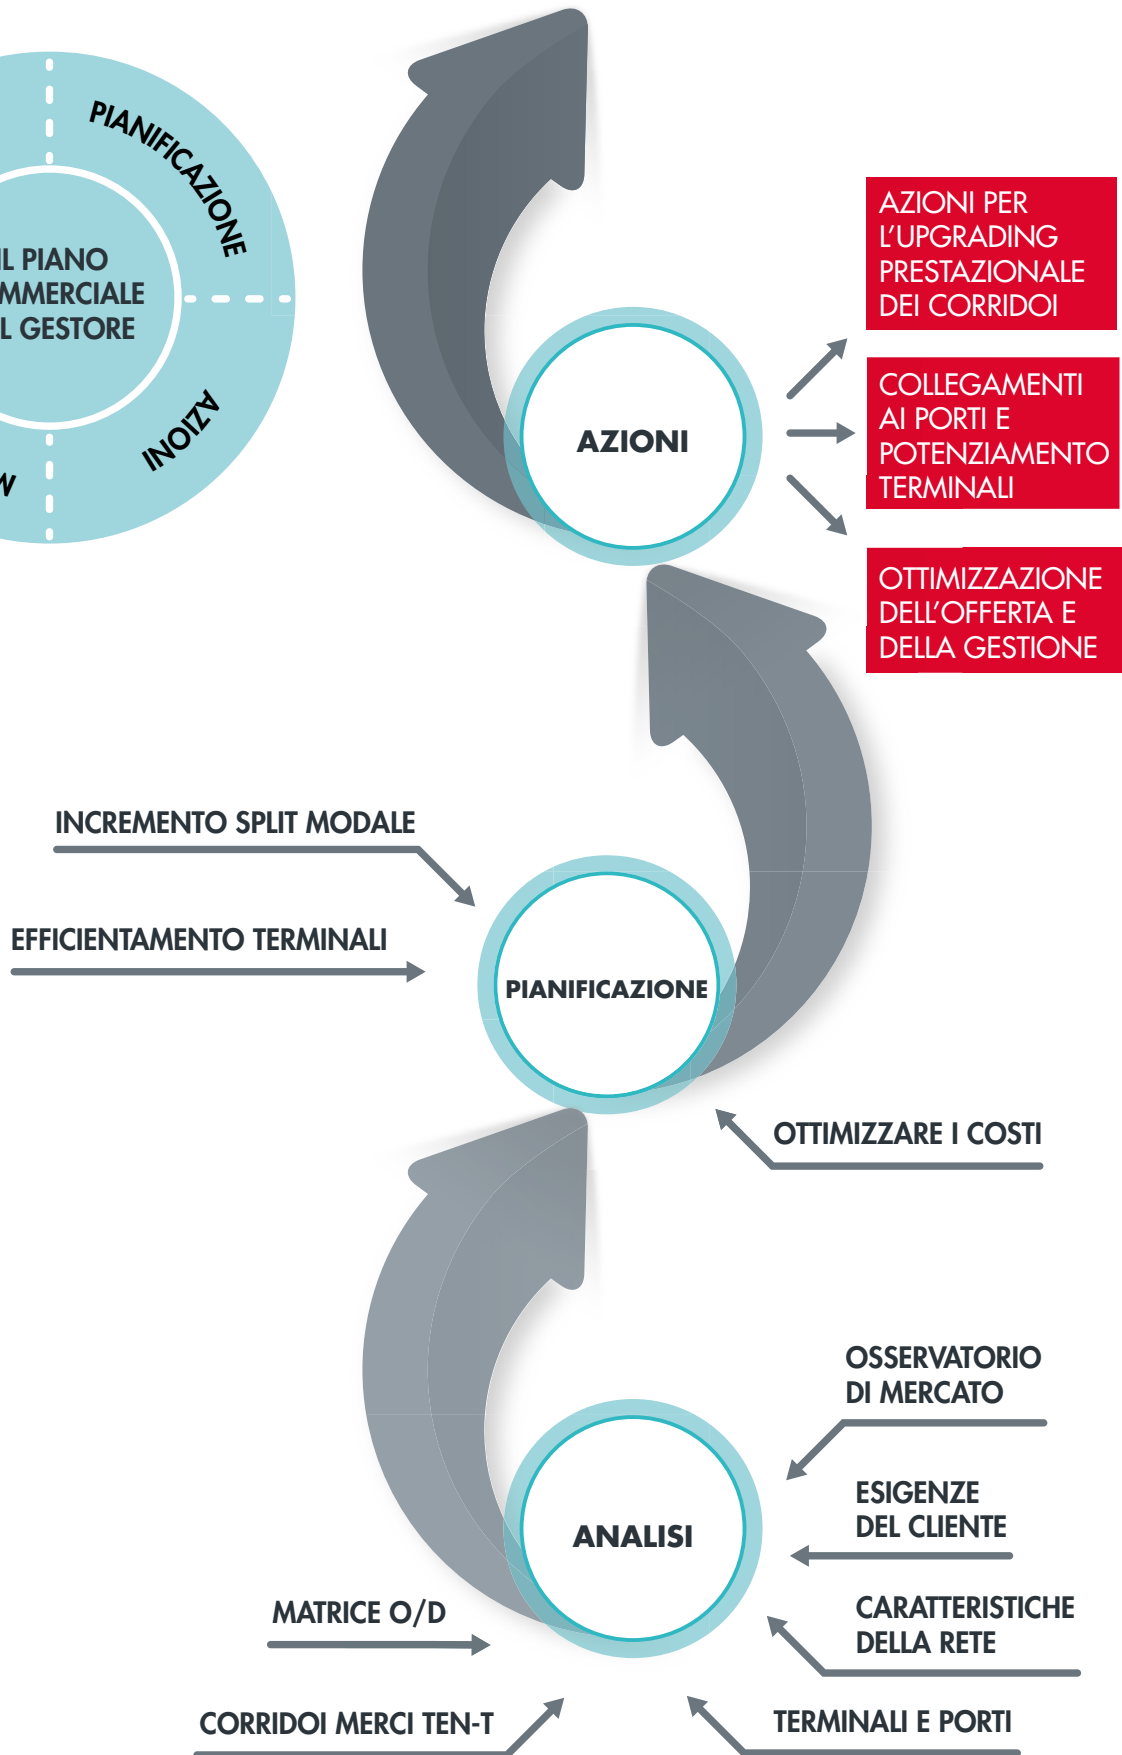 PIANIFICAZIONE
IL PIANO
MMERCIALE
L GESTORE
AZIONI
AZIONI
AZIONI PER
L'UPGRADING
PRESTAZIONALE
DEI CORRIDOI
COLLEGAMENTI
AI PORTI E
POTENZIAMENTO
TERMINALI
OTTIMIZZAZIONE
DELL'OFFERTA E
DELLA GESTIONE
INCREMENTO SPLIT MODALE
EFFICIENTAMENTO TERMINALI
PIANIFICAZIONE
OTTIMIZZARE I COSTI
OSSERVATORIO
DI MERCATO
ESIGENZE
DEL CLIENTE
ANALISI
MATRICE O/D
CARATTERISTICHE
DELLA RETE
CORRIDOI MERCI TEN-T
TERMINALI E PORTI